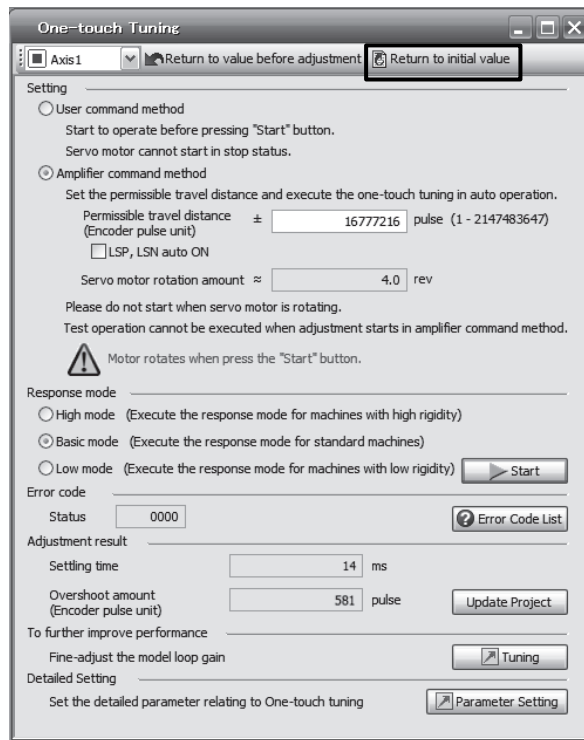 One-touch Tuning
Axis1 Return to value before adjustment Return to initial value
Setting
User command method
Start to operate before pressing "Start" button.
Servo motor cannot start in stop status.
Amplifier command method
Set the permissible travel distance and execute the one-touch tuning in auto operation.
Permissible travel distance
(Encoder pulse unit) ± 16777216 pulse (1 - 2147483647)
LSP, LSN auto ON
Servo motor rotation amount ≈ 4.0 rev
Please do not start when servo motor is rotating.
Test operation cannot be executed when adjustment starts in amplifier command method.
Motor rotates when press the "Start" button.
Response mode
High mode (Execute the response mode for machines with high rigidity)
Basic mode (Execute the response mode for standard machines)
Low mode (Execute the response mode for machines with low rigidity) Start
Error code
Status 0000 Error Code List
Adjustment result
Settling time 14 ms
Overshoot amount
(Encoder pulse unit) 581 pulse Update Project
To further improve performance
Fine-adjust the model loop gain Tuning
Detailed Setting
Set the detailed parameter relating to One-touch tuning Parameter Setting